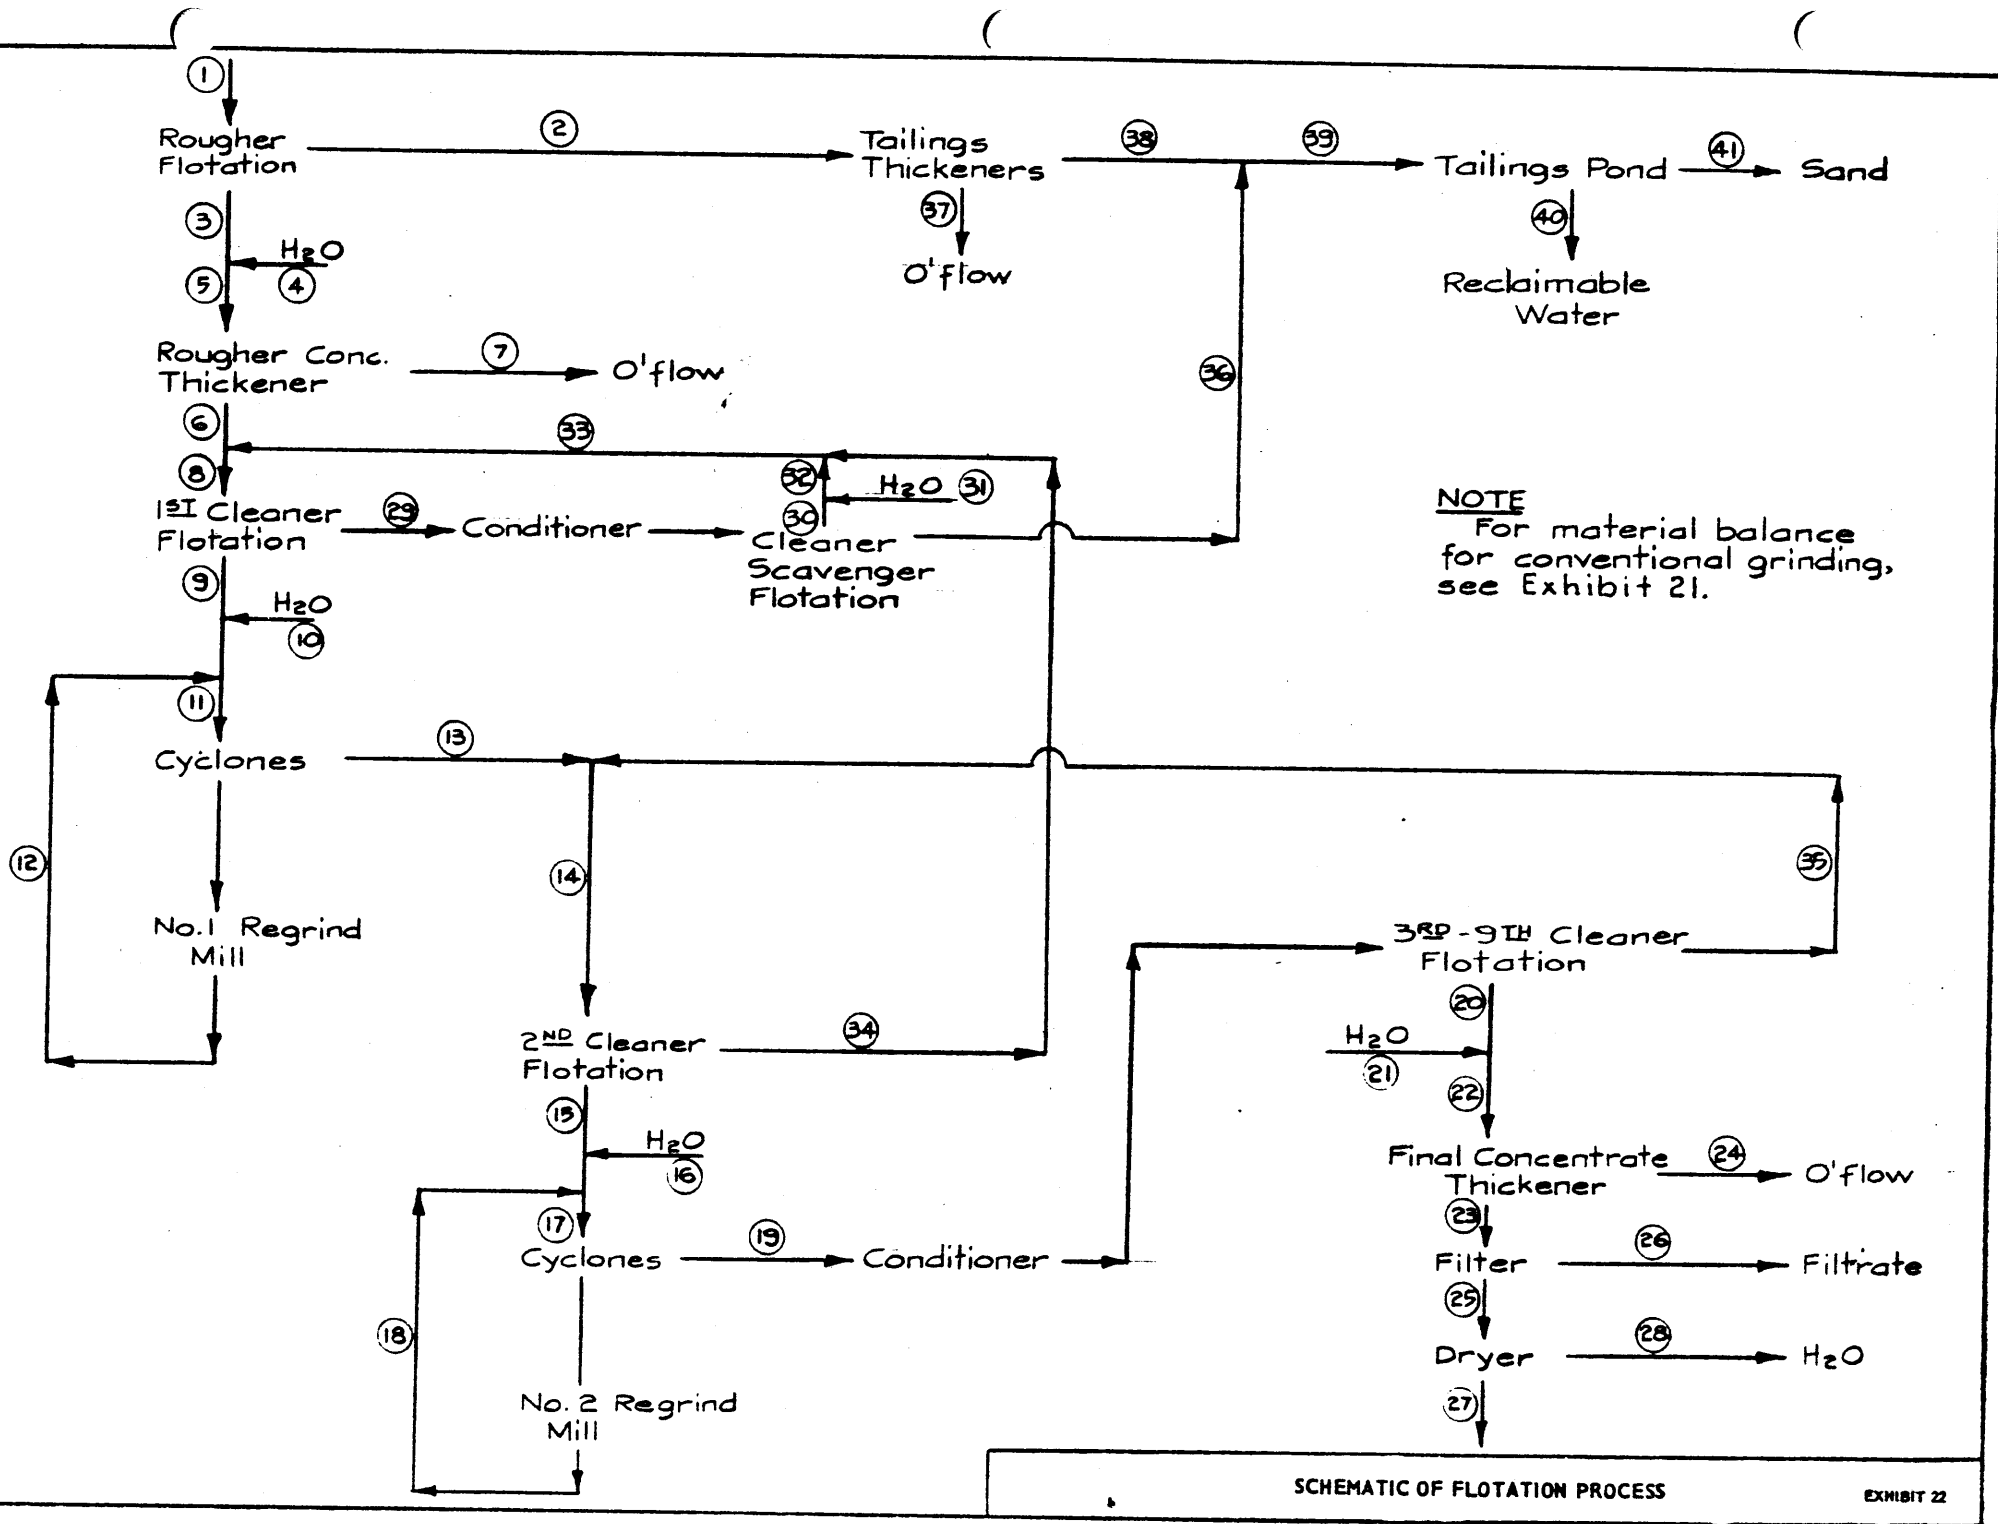 1
Rougher
Flotation
2
Tailings
Thickeners
38
39
Tailings Pond
41
Sand
3
H2O
4
5
37
O'flow
40
Reclaimable
Water
Rougher Conc.
Thickener
7
O'flow
36
6
33
8
32
H2O
31
30
1ST Cleaner
Flotation
29
Conditioner
Cleaner
Scavenger
Flotation
NOTE
For material balance
for conventional grinding,
see Exhibit 21.
9
H2O
10
11
Cyclones
13
12
14
35
No.1 Regrind
Mill
3RD-9TH Cleaner
Flotation
20
H2O
21
22
2ND Cleaner
Flotation
34
15
H2O
16
17
Final Concentrate
Thickener
24
O'flow
23
Cyclones
19
Conditioner
Filter
26
Filtrate
25
18
Dryer
28
H2O
27
No. 2 Regrind
Mill
SCHEMATIC OF FLOTATION PROCESS
EXHIBIT 22